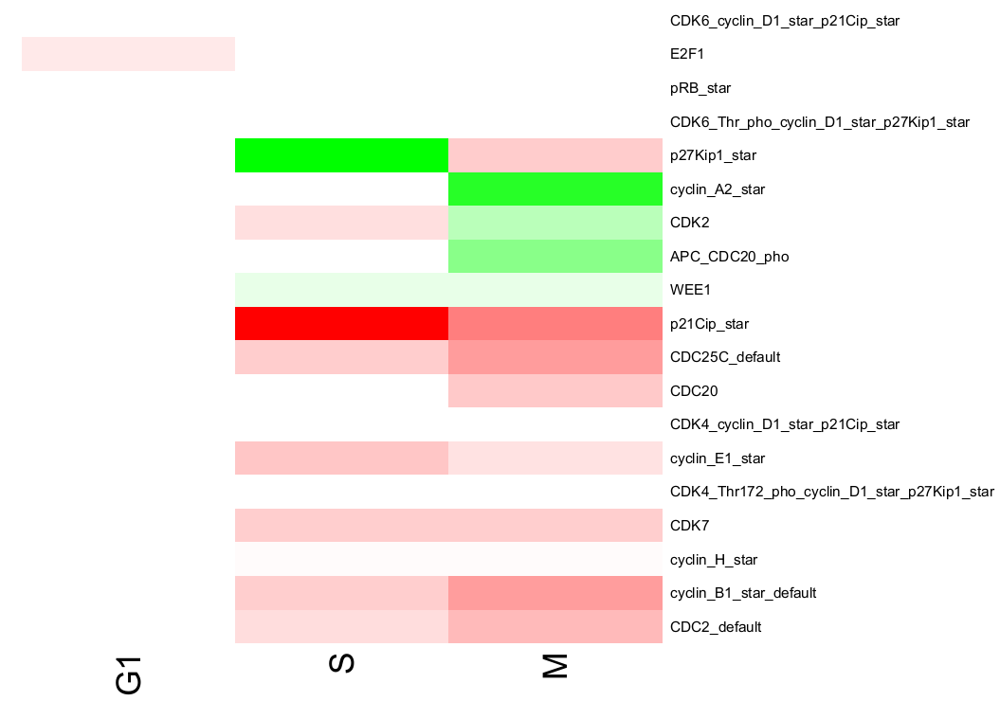 CDK6_cyclin_D1_star_p21Cip_star
E2F1
pRB_star
CDK6_Thr_pho_cyclin_D1_star_p27Kip1_star
p27Kip1_star
cyclin_A2_star
CDK2
APC_CDC20_pho
WEE1
p21Cip_star
CDC25C_default
CDC20
CDK4_cyclin_D1_star_p21Cip_star
cyclin_E1_star
CDK4_Thr172_pho_cyclin_D1_star_p27Kip1_star
CDK7
cyclin_H_star
cyclin_B1_star_default
CDC2_default
G1
S
M